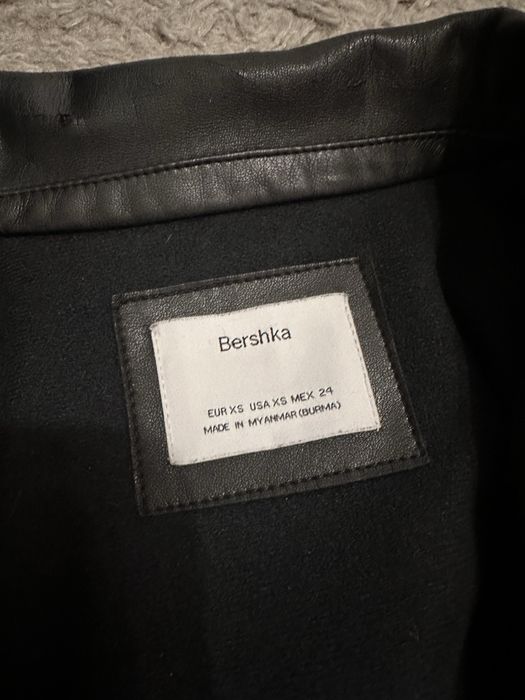 Bershka
EUR XS USA XS MEX 24
MADE IN MYANMAR (BURMA)